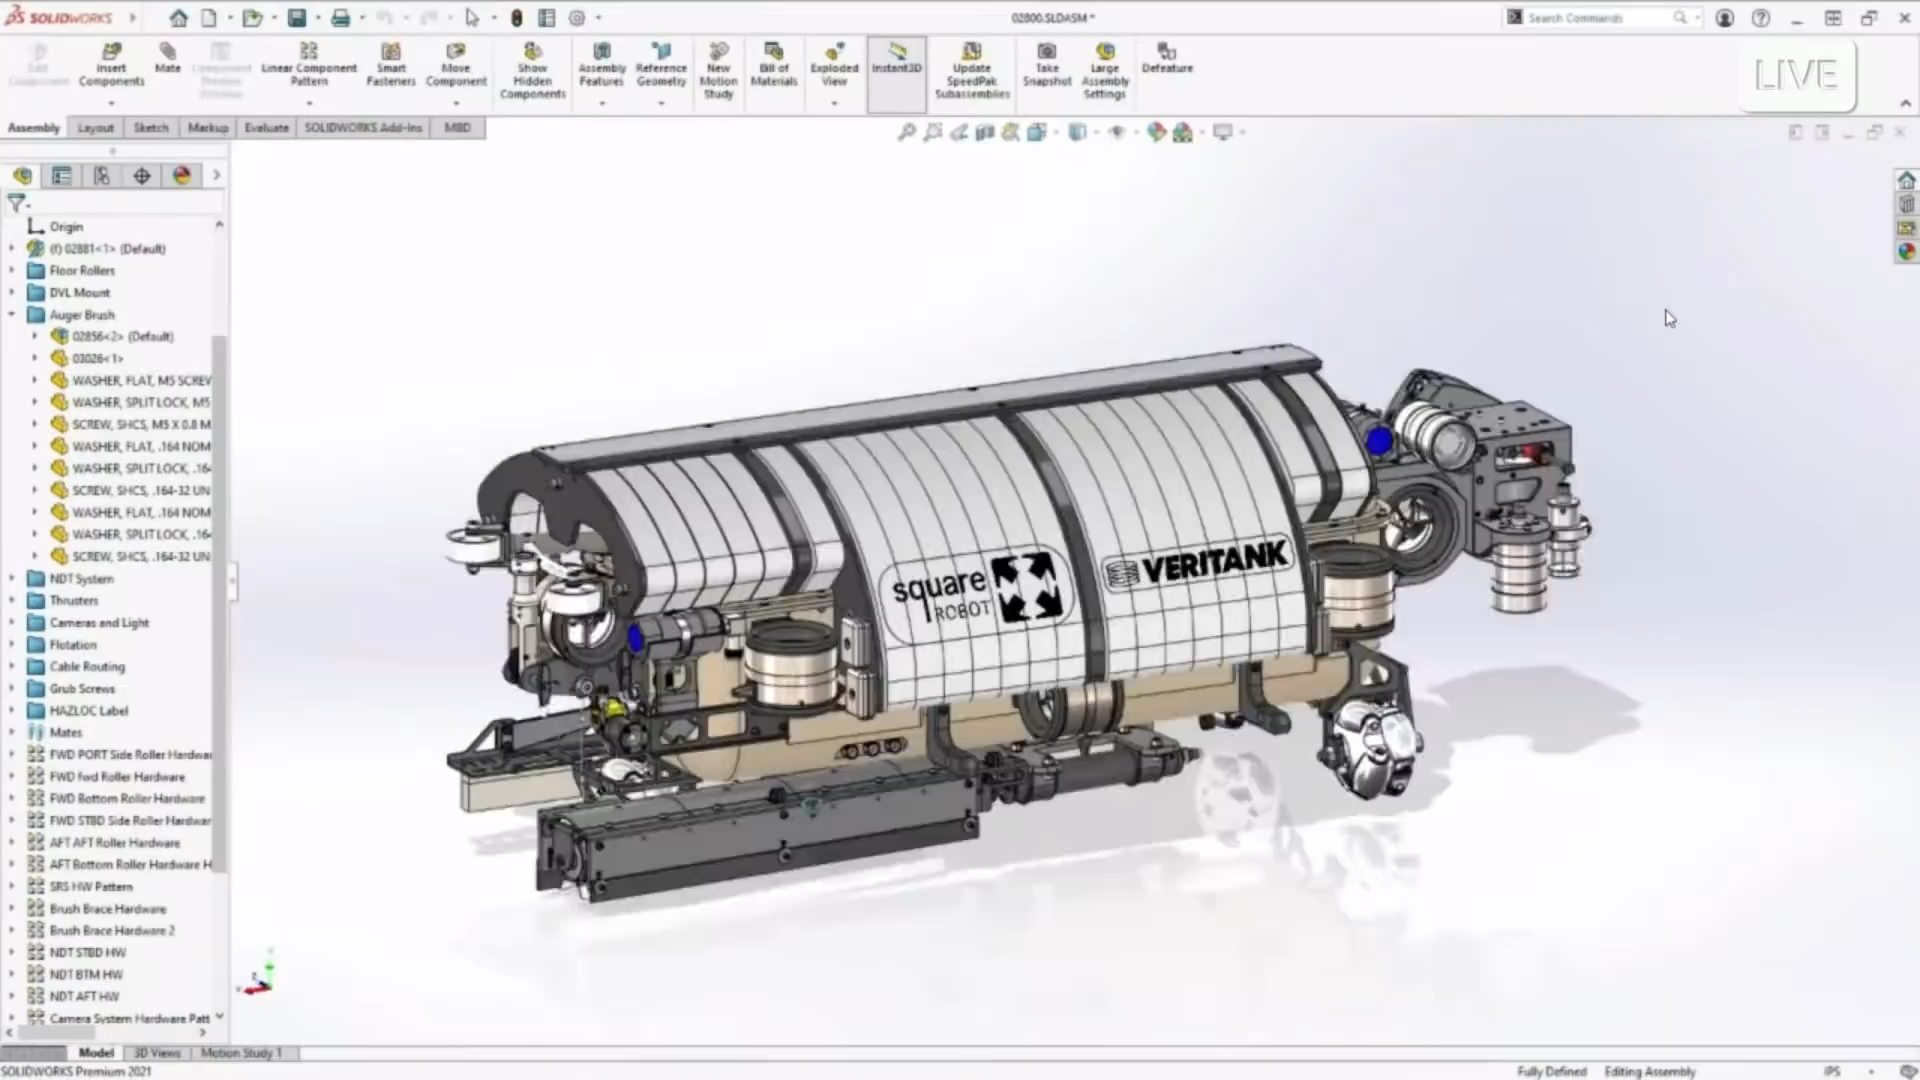 SOLIDWORKS
02800.SLDASM *
Search Commands
LIVE
Insert Components
Mate
Linear Component Pattern
Smart Fasteners
Move Component
Show Hidden Components
Assembly Features
Reference Geometry
New Motion Study
Bill of Materials
Exploded View
Instant3D
Update SpeedPak Subassemblies
Take Snapshot
Large Assembly Settings
Defeature
Assembly
Layout
Sketch
Markup
Evaluate
SOLIDWORKS Add-Ins
MBD
Origin
(f) 02881<1> (Default)
Floor Rollers
DVL Mount
Auger Brush
02856<2> (Default)
03026<1>
WASHER, FLAT, M5 SCREW
WASHER, SPLIT LOCK, M5
SCREW, SHCS, M5 X 0.8 M
WASHER, FLAT, .164 NOM
WASHER, SPLIT LOCK, .164
SCREW, SHCS, .164-32 UN
WASHER, FLAT, .164 NOM
WASHER, SPLIT LOCK, .164
SCREW, SHCS, .164-32 UN
NDT System
Thrusters
Cameras and Light
Flotation
Cable Routing
Grub Screws
HAZLOC Label
Mates
FWD PORT Side Roller Hardwar
FWD fwd Roller Hardware
FWD Bottom Roller Hardware
FWD STBD Side Roller Hardwar
AFT AFT Roller Hardware
AFT Bottom Roller Hardware H
SRS HW Pattern
Brush Brace Hardware
Brush Brace Hardware 2
NDT STBD HW
NDT BTM HW
NDT AFT HW
Camera System Hardware Patt
square
ROBOT
VERITANK
Model
3D Views
Motion Study 1
SOLIDWORKS Premium 2021
Fully Defined
Editing Assembly
IPS